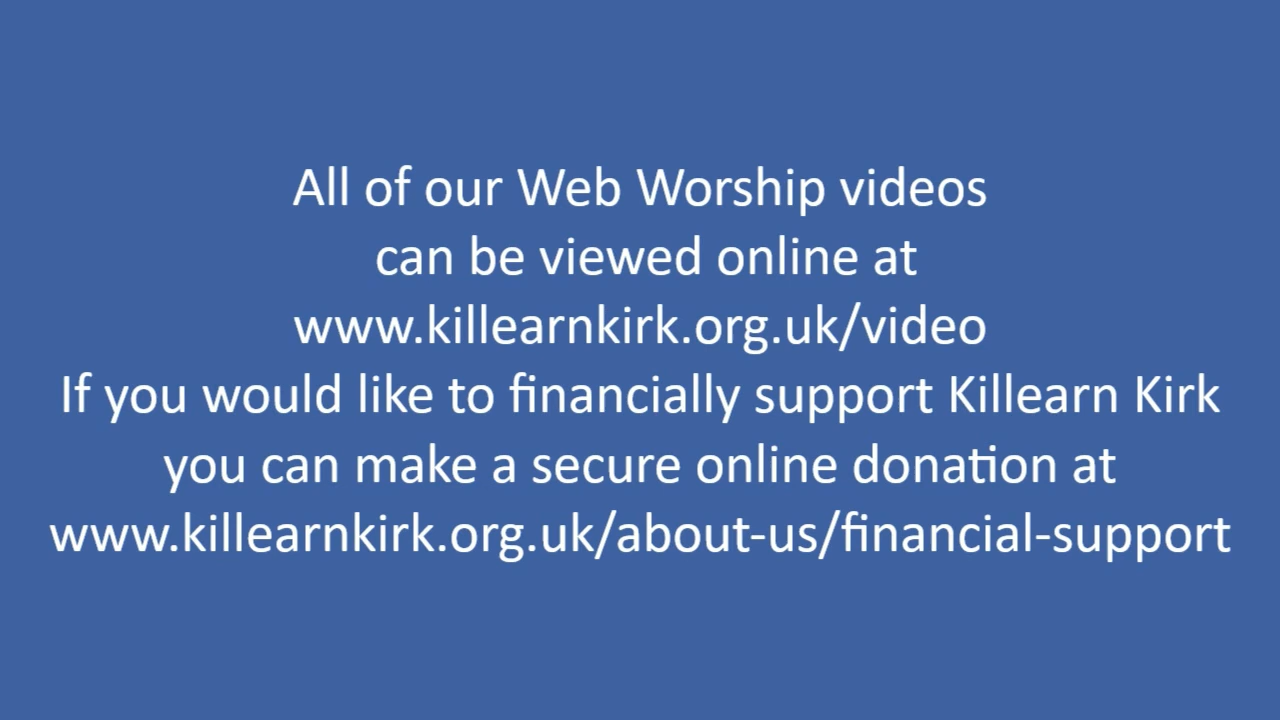 All of our Web Worship videos
can be viewed online at
www.killearnkirk.org.uk/video
If you would like to financially support Killearn Kirk
you can make a secure online donation at
www.killearnkirk.org.uk/about-us/financial-support